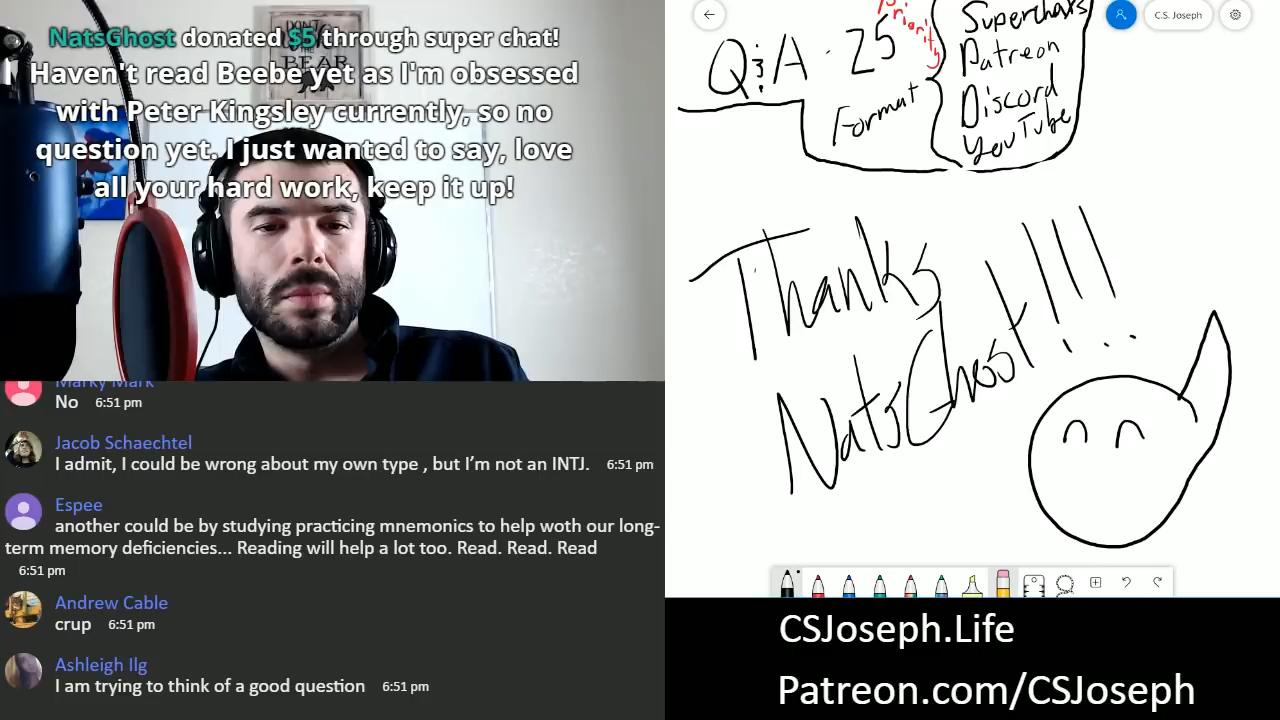 NatsGhost donated $5 through super chat!
Haven't read Beebe yet as I'm obsessed
with Peter Kingsley currently, so no
question yet. I just wanted to say, love
all your hard work, keep it up!
DON'T
THE
BEAR
Marky Mark
No 6:51 pm
Jacob Schaechtel
I admit, I could be wrong about my own type , but I'm not an INTJ. 6:51 pm
Espee
another could be by studying practicing mnemonics to help woth our long-
term memory deficiencies... Reading will help a lot too. Read. Read. Read
6:51 pm
Andrew Cable
crup 6:51 pm
Ashleigh Ilg
I am trying to think of a good question 6:51 pm
C.S. Joseph
Q&A · 25
Format
Priority
Superchats
Patreon
Discord
YouTube
Thanks
NatsGhost!!!
CSJoseph.Life
Patreon.com/CSJoseph